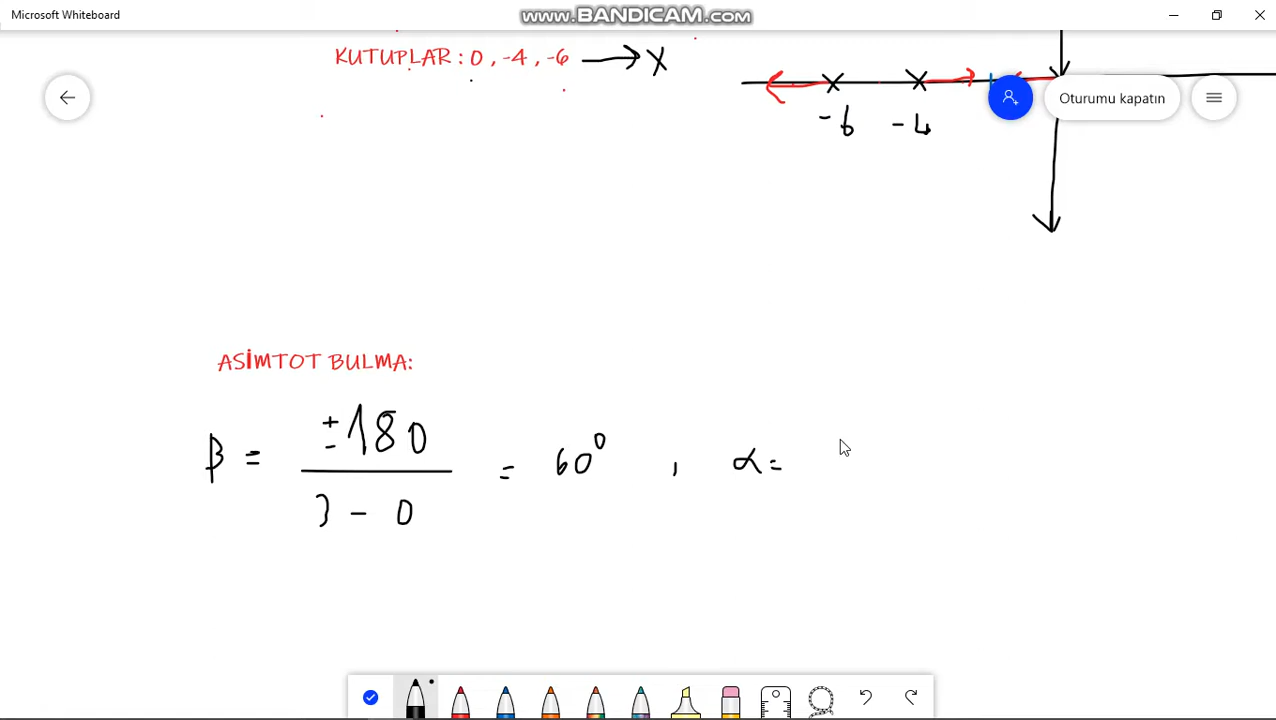 Microsoft Whiteboard
www.BANDICAM.com
KUTUPLAR : 0 , -4 , -6 → X
Oturumu kapatın
-6 -4
ASİMTOT BULMA:
β = ±180 / 3 - 0 = 60° , α =